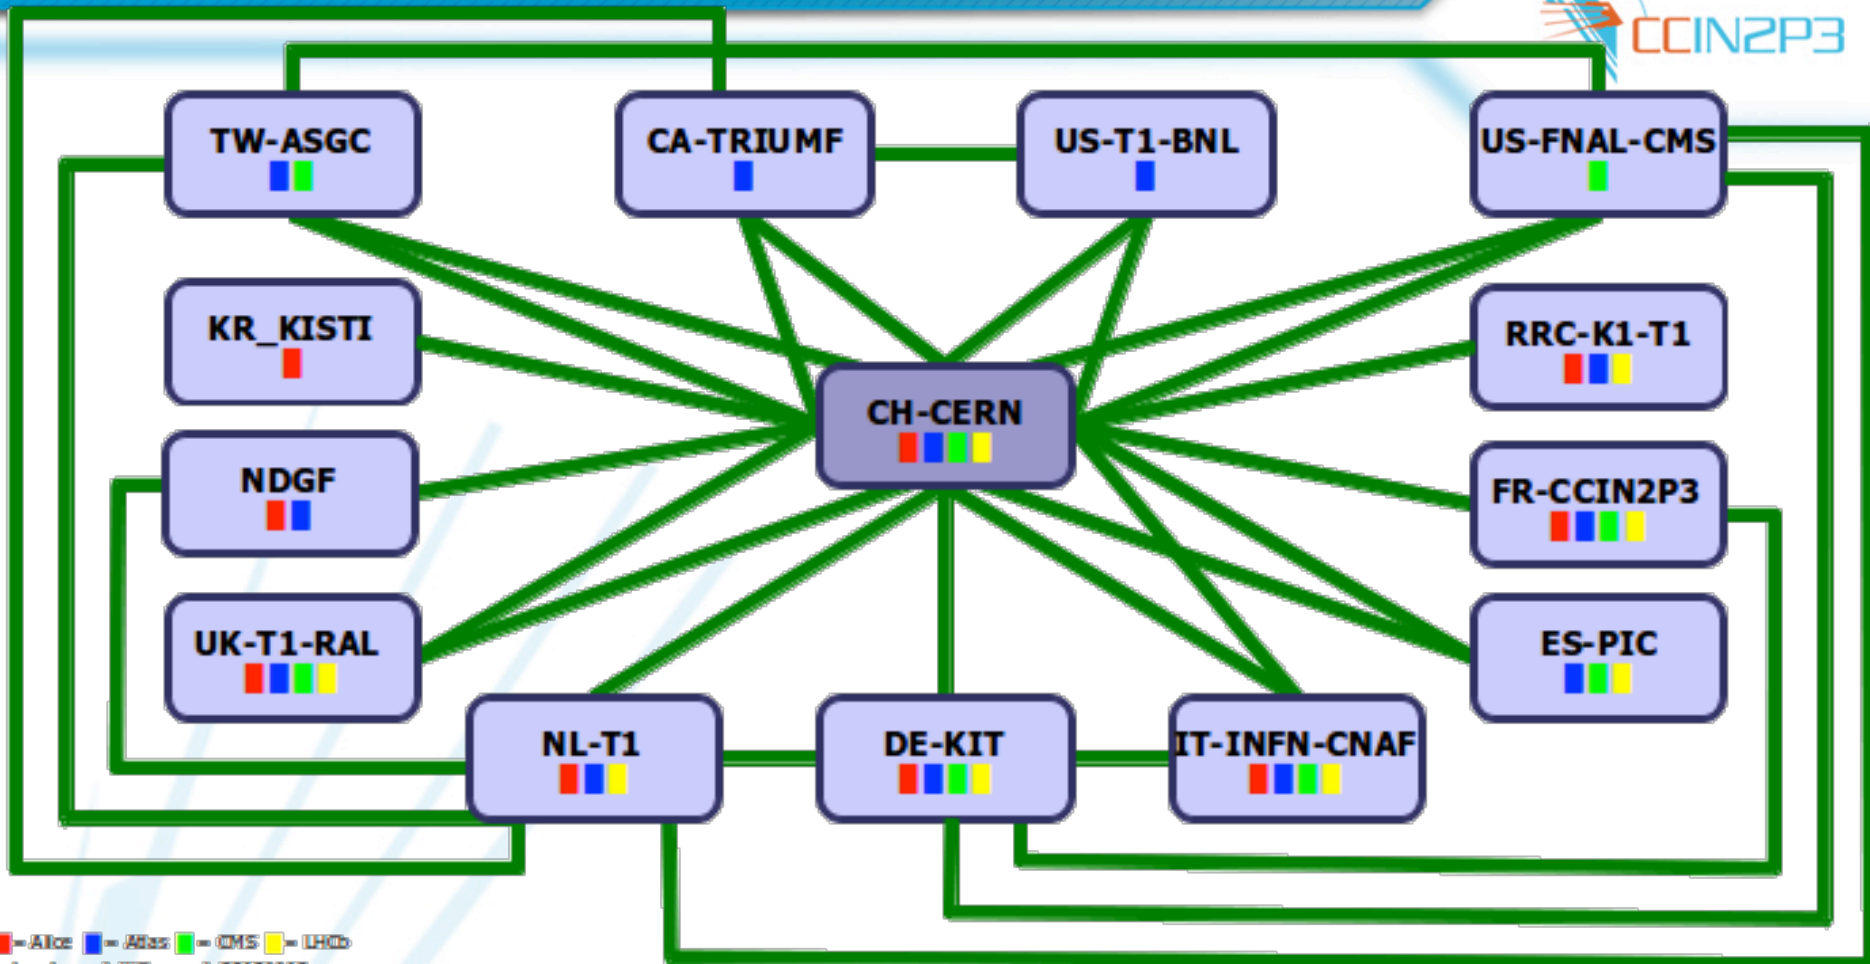 CCIN2P3
TW-ASGC
CA-TRIUMF
US-T1-BNL
US-FNAL-CMS
KR_KISTI
RRC-K1-T1
CH-CERN
NDGF
FR-CCIN2P3
UK-T1-RAL
ES-PIC
NL-T1
DE-KIT
IT-INFN-CNAF
= Alice = Atlas = CMS = LHCb